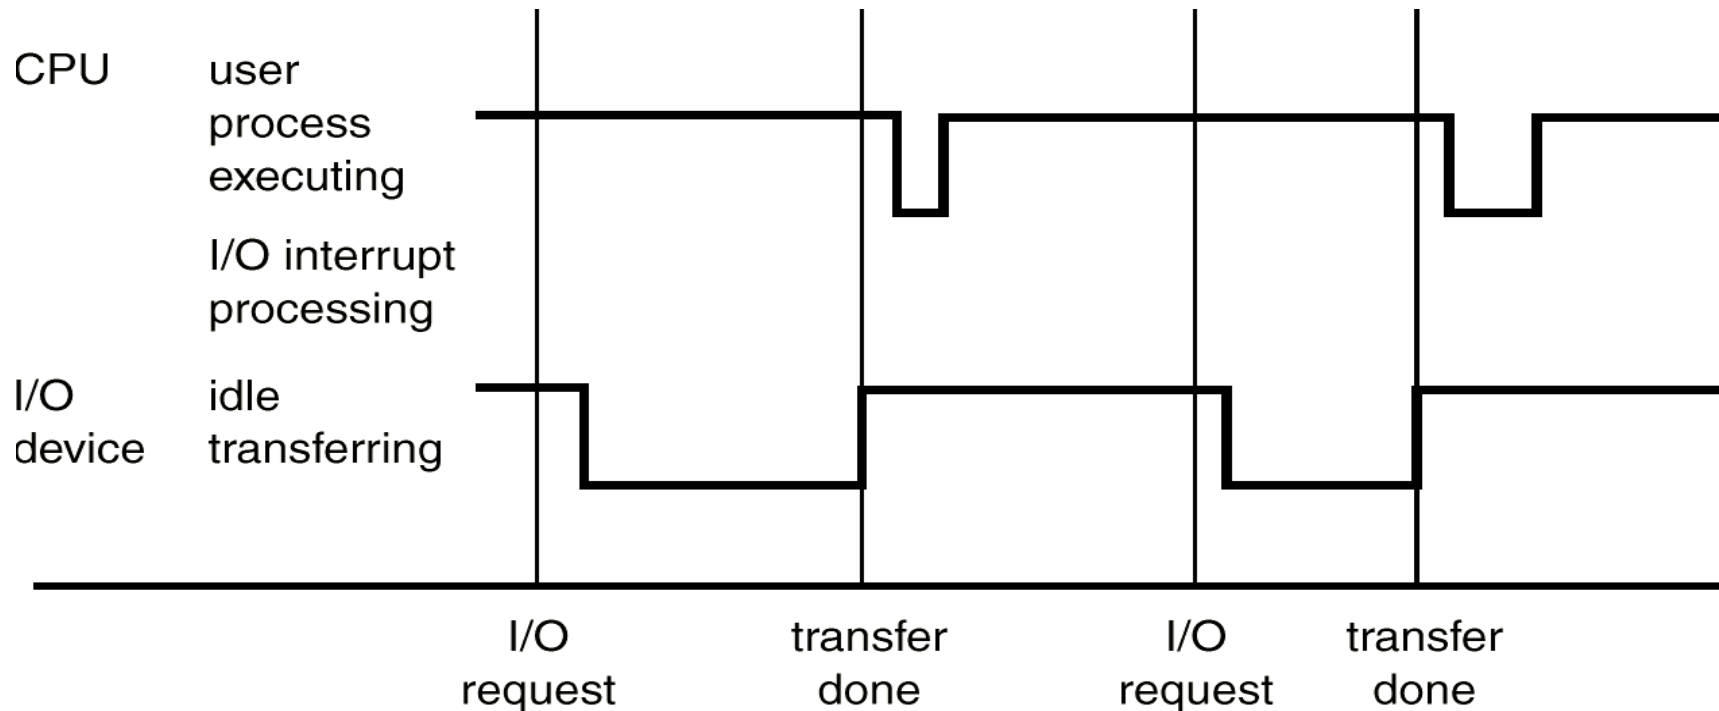 CPU user
process
executing
I/O interrupt
processing
I/O idle
device transferring
I/O transfer I/O transfer
request done request done